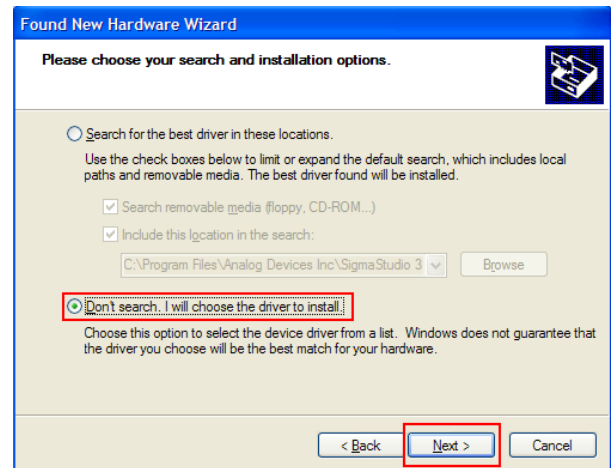 Found New Hardware Wizard
Please choose your search and installation options.
Search for the best driver in these locations.
Use the check boxes below to limit or expand the default search, which includes local
paths and removable media. The best driver found will be installed.
Search removable media (floppy, CD-ROM...)
Include this location in the search:
C:\Program Files\Analog Devices Inc\SigmaStudio 3
Browse
Don't search. I will choose the driver to install.
Choose this option to select the device driver from a list. Windows does not guarantee that
the driver you choose will be the best match for your hardware.
< Back
Next >
Cancel